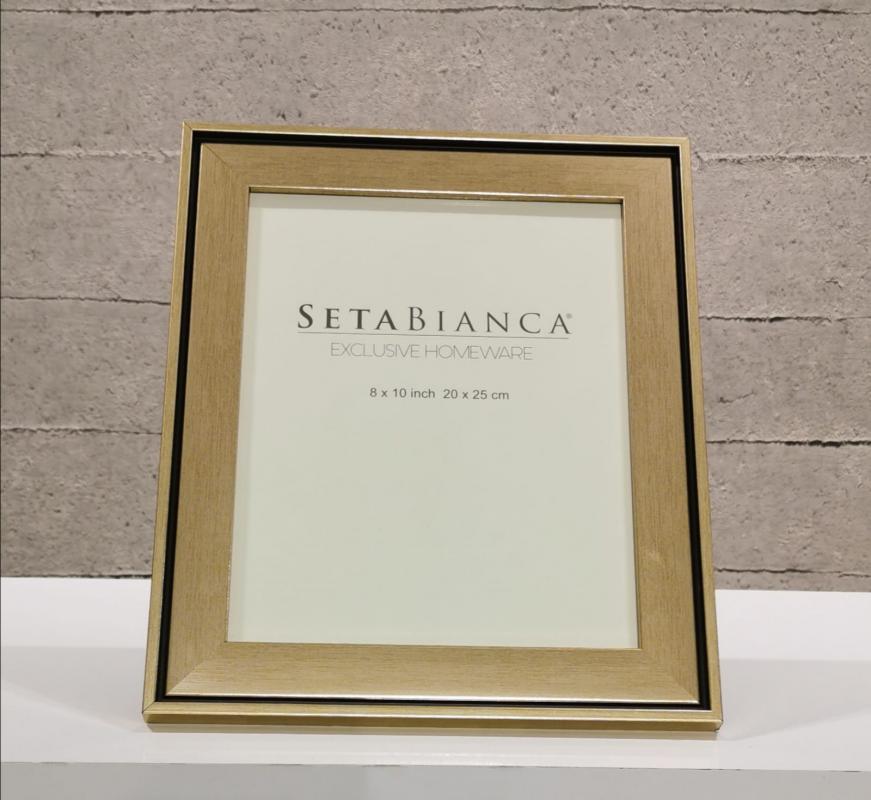 SETABIANCA®
EXCLUSIVE HOMEWARE
8 x 10 inch 20 x 25 cm